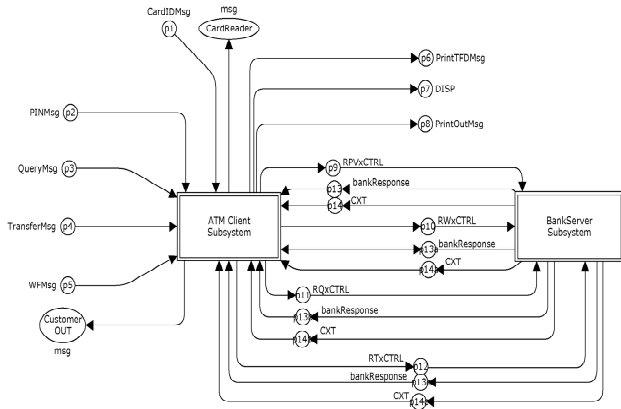 CardIDMsg
p1
msg
CardReader
p6 PrintTFDMsg
p7 DISP
p8 PrintOutMsg
PINMsg p2
QueryMsg p3
TransferMsg p4
WFMsg p5
Customer
OUT
msg
ATM Client
Subsystem
BankServer
Subsystem
p9 RPVxCTRL
p13 bankResponse
p14 CXT
p10 RWxCTRL
p13a bankResponse
p14 CXT
p11 RQxCTRL
p13 bankResponse
p14 CXT
RTxCTRL p12
bankResponse p13
CXT p14